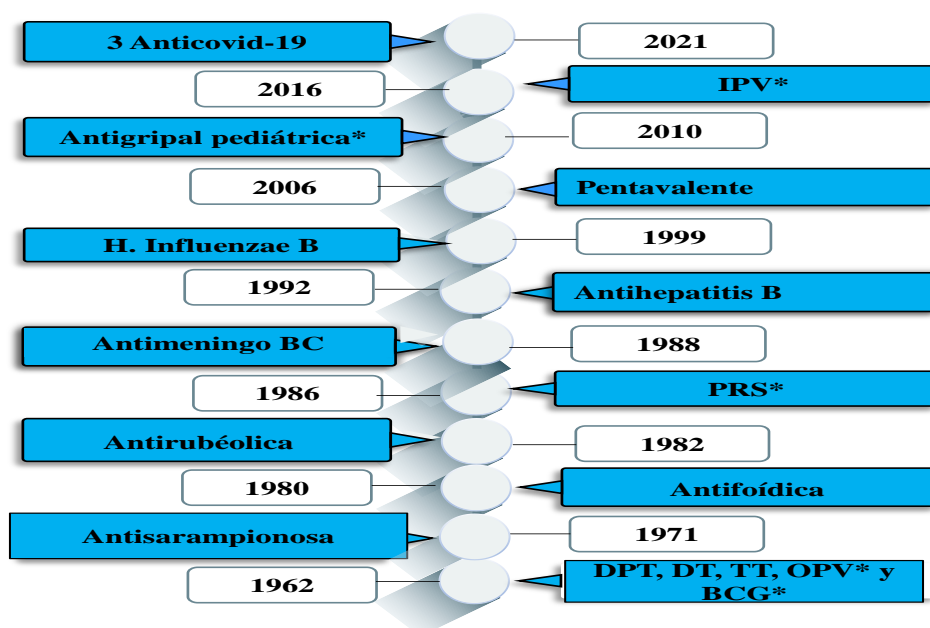 3 Anticovid-19
2021
2016
IPV*
Antigripal pediátrica*
2010
2006
Pentavalente
H. Influenzae B
1999
1992
Antihepatitis B
Antimeningo BC
1988
1986
PRS*
Antirubéolica
1982
1980
Antifoídica
Antisarampionosa
1971
1962
DPT, DT, TT, OPV* y
BCG*